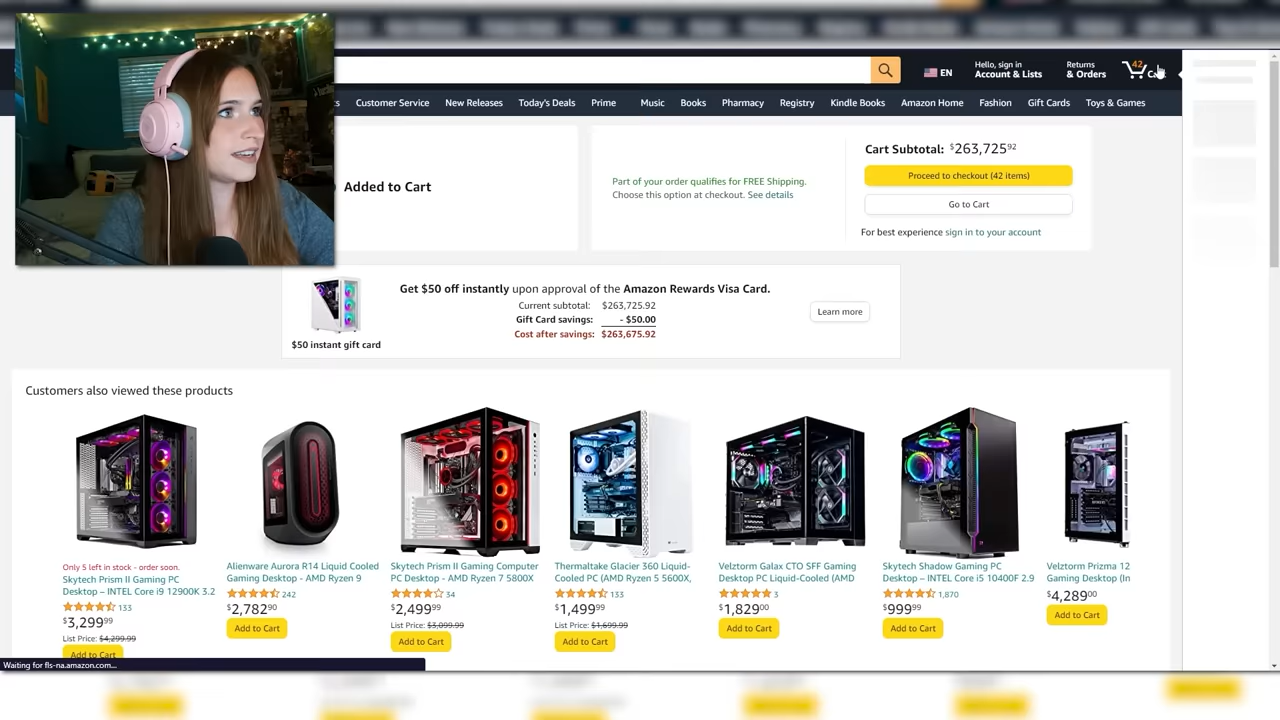 EN
Hello, sign in
Account & Lists
Returns
& Orders
42
Customer Service
New Releases
Today's Deals
Prime
Music
Books
Pharmacy
Registry
Kindle Books
Amazon Home
Fashion
Gift Cards
Toys & Games
Added to Cart
Part of your order qualifies for FREE Shipping.
Choose this option at checkout. See details
Cart Subtotal: $263,725.92
Proceed to checkout (42 items)
Go to Cart
For best experience sign in to your account
Get $50 off instantly upon approval of the Amazon Rewards Visa Card.
Current subtotal: $263,725.92
Gift Card savings: - $50.00
Cost after savings: $263,675.92
Learn more
$50 instant gift card
Customers also viewed these products
Only 5 left in stock - order soon.
Skytech Prism II Gaming PC
Desktop – INTEL Core i9 12900K 3.2
133
$3,299.99
List Price: $4,299.99
Add to Cart
Alienware Aurora R14 Liquid Cooled
Gaming Desktop - AMD Ryzen 9
242
$2,782.90
Add to Cart
Skytech Prism II Gaming Computer
PC Desktop - AMD Ryzen 7 5800X
34
$2,499.99
List Price: $3,099.99
Add to Cart
Thermaltake Glacier 360 Liquid-
Cooled PC (AMD Ryzen 5 5600X,
133
$1,499.99
List Price: $1,699.99
Add to Cart
Velztorm Galax CTO SFF Gaming
Desktop PC Liquid-Cooled (AMD
3
$1,829.00
Add to Cart
Skytech Shadow Gaming PC
Desktop – INTEL Core i5 10400F 2.9
1,870
$999.99
Add to Cart
Velztorm Prizma 12
Gaming Desktop (In
$4,289.00
Add to Cart
Waiting for fls-na.amazon.com...